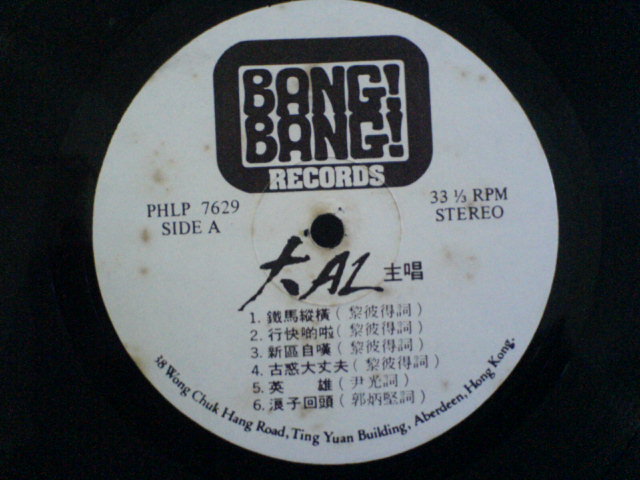 BANG!
BANG!
RECORDS
PHLP 7629
SIDE A
33 ⅓ RPM
STEREO
大AL 主唱
1. 鐵馬縱橫 ( 黎彼得詞 )
2. 行快啲啦 ( 黎彼得詞 )
3. 新區自嘆 ( 黎彼得詞 )
4. 古惑大丈夫 ( 黎彼得詞 )
5. 英 雄 ( 尹光詞 )
6. 浪子回頭 ( 郭炳堅詞 )
38 Wong Chuk Hang Road, Ting Yuan Building, Aberdeen, Hong Kong.